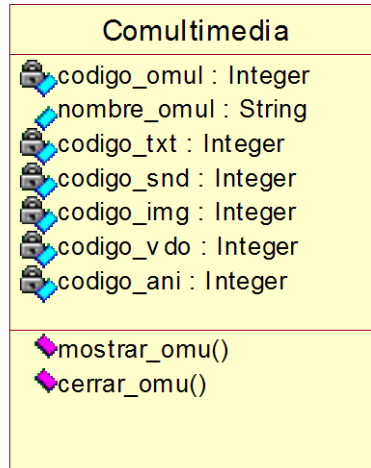 Comultimedia
codigo_omul : Integer
nombre_omul : String
codigo_txt : Integer
codigo_snd : Integer
codigo_img : Integer
codigo_vdo : Integer
codigo_ani : Integer
mostrar_omu()
cerrar_omu()